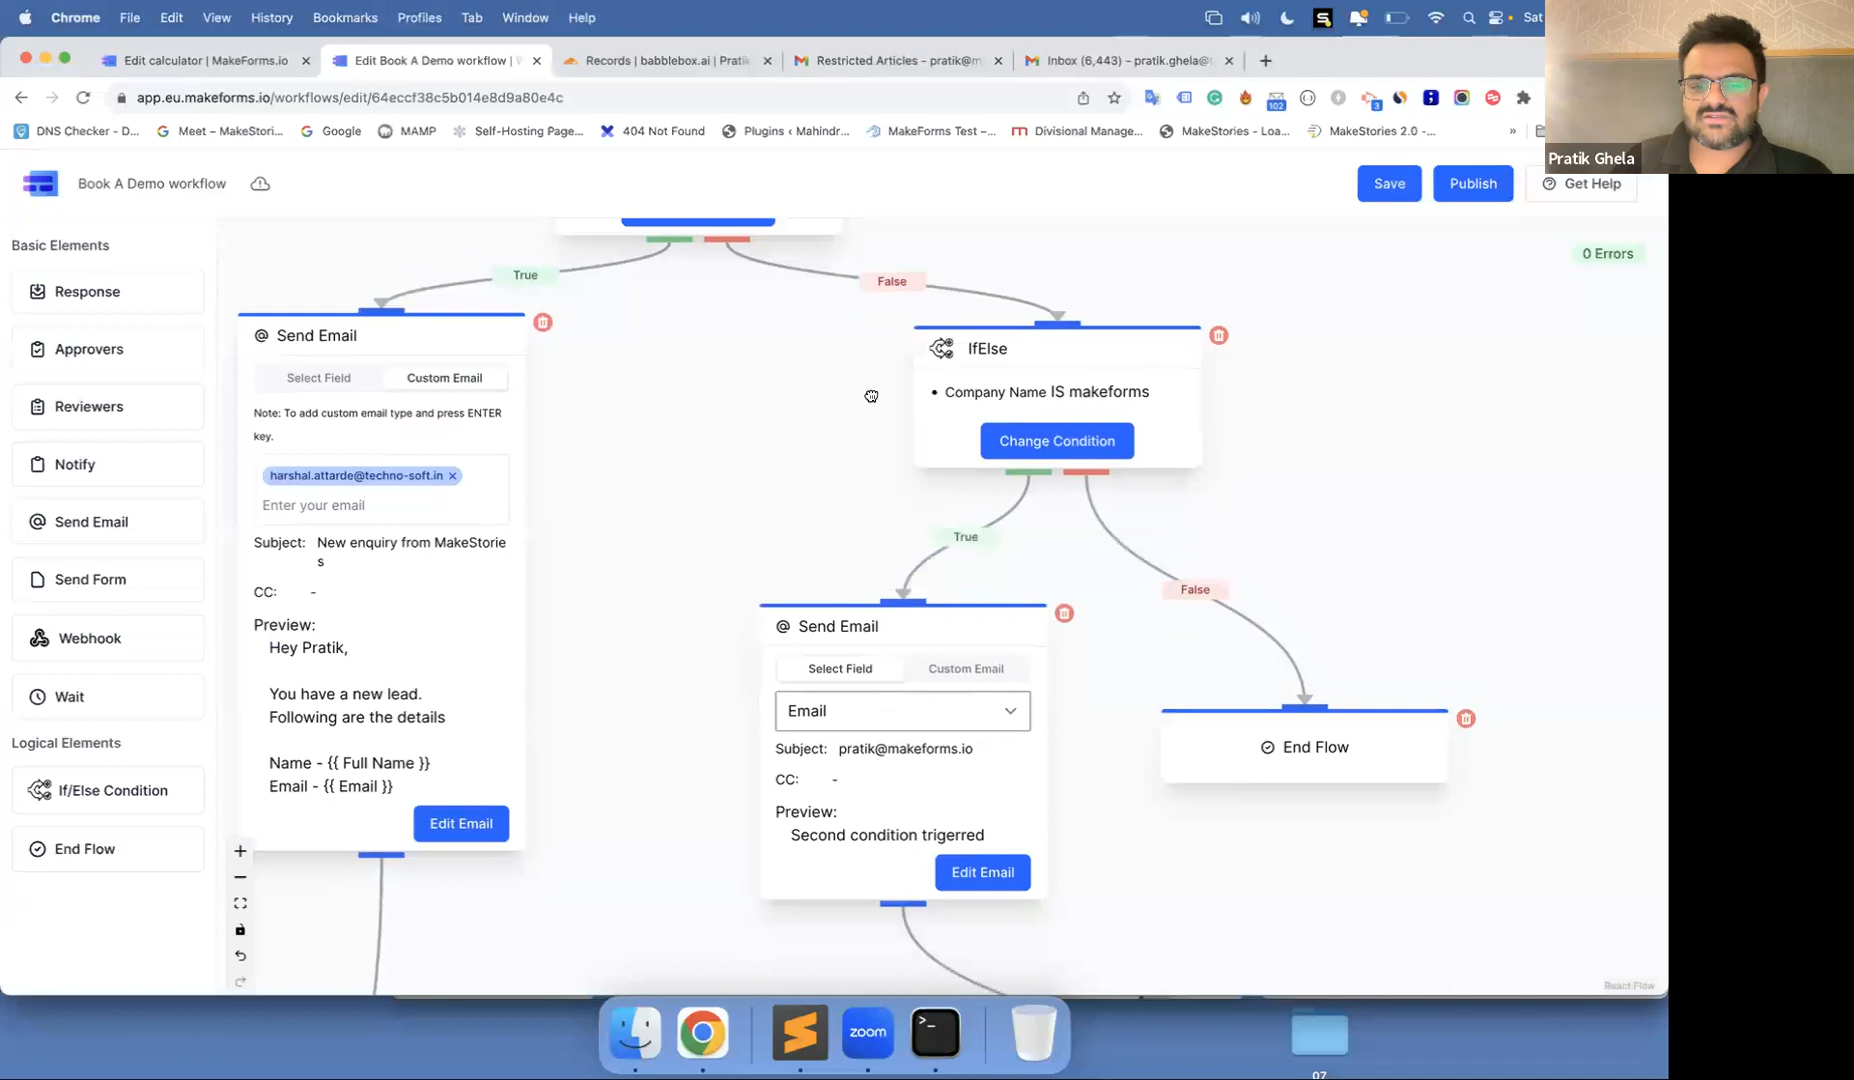 Chrome File Edit View History Bookmarks Profiles Tab Window Help Sat
Edit calculator | MakeForms.io
Edit Book A Demo workflow |
Records | babblebox.ai | Prati
Restricted Articles - pratik@m
Inbox (6,443) - pratik.ghela@
app.eu.makeforms.io/workflows/edit/64eccf38c5b014e8d9a80e4c
102
3
DNS Checker - D...
Meet – MakeStori...
Google
MAMP
Self-Hosting Page...
404 Not Found
Plugins ‹ Mahindr...
MakeForms Test –...
Divisional Manage...
MakeStories - Loa...
MakeStories 2.0 -...
»
Pratik Ghela
Book A Demo workflow
Save
Publish
Get Help
0 Errors
Basic Elements
Response
Approvers
Reviewers
Notify
Send Email
Send Form
Webhook
Wait
Logical Elements
If/Else Condition
End Flow
True
False
Send Email
Select Field
Custom Email
Note: To add custom email type and press ENTER
key.
harshal.attarde@techno-soft.in ×
Enter your email
Subject: New enquiry from MakeStorie
s
CC: -
Preview:
Hey Pratik,
You have a new lead.
Following are the details
Name - {{ Full Name }}
Email - {{ Email }}
Edit Email
IfElse
• Company Name IS makeforms
Change Condition
True
False
Send Email
Select Field
Custom Email
Email
Subject: pratik@makeforms.io
CC: -
Preview:
Second condition trigerred
Edit Email
End Flow
React Flow
zoom
07